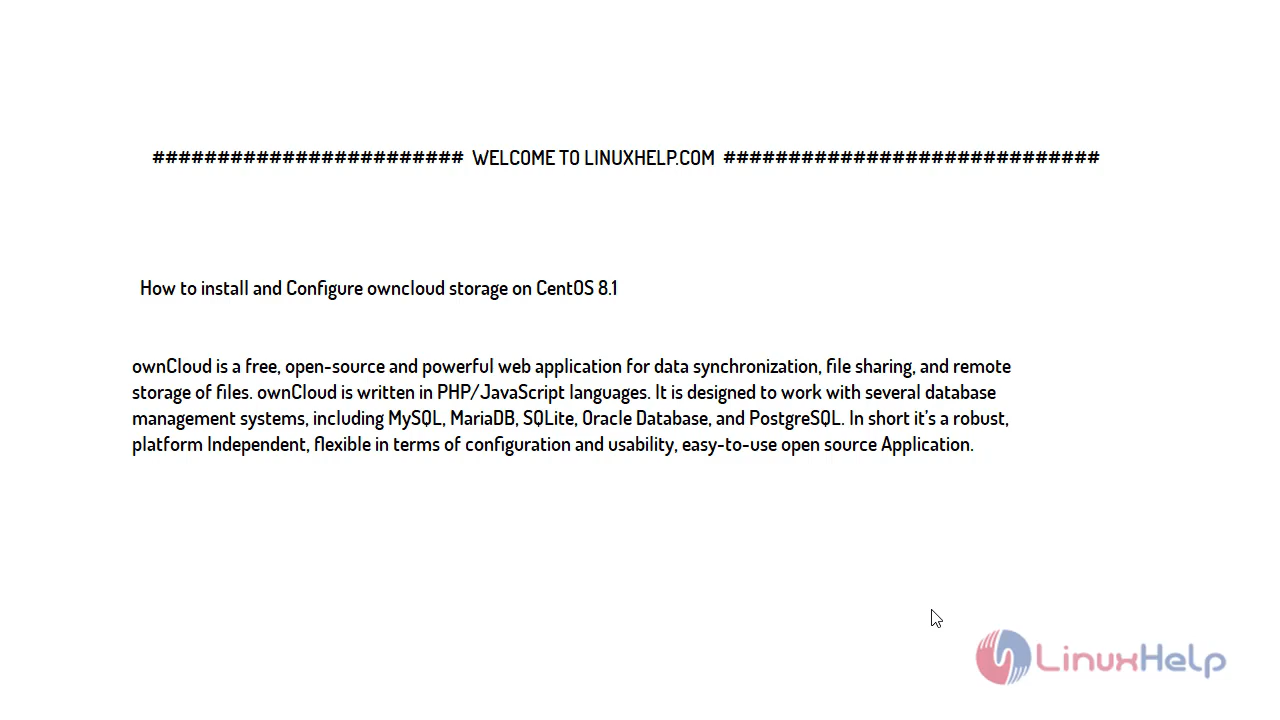 ######################## WELCOME TO LINUXHELP.COM #############################
How to install and Configure owncloud storage on CentOS 8.1
ownCloud is a free, open-source and powerful web application for data synchronization, file sharing, and remote
storage of files. ownCloud is written in PHP/JavaScript languages. It is designed to work with several database
management systems, including MySQL, MariaDB, SQLite, Oracle Database, and PostgreSQL. In short it's a robust,
platform Independent, flexible in terms of configuration and usability, easy-to-use open source Application.
LinuxHelp